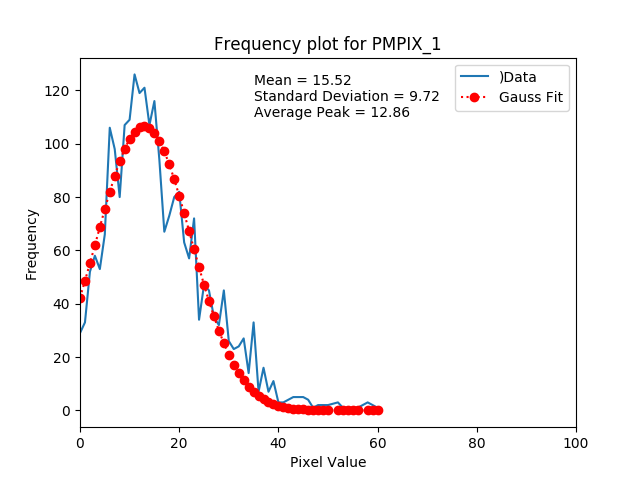 Frequency plot for PMPIX_1
Mean = 15.52
Standard Deviation = 9.72
Average Peak = 12.86
)Data
Gauss Fit
Frequency
120
100
80
60
40
20
0
0 20 40 60 80 100
Pixel Value